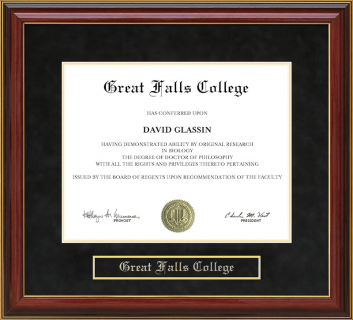 Great Falls College
HAS CONFERRED UPON
DAVID GLASSIN
HAVING DEMONSTRATED ABILITY BY ORIGINAL RESEARCH
IN BIOLOGY
THE DEGREE OF DOCTOR OF PHILOSOPHY
WITH ALL THE RIGHTS AND PRIVILEGES THERETO PERTAINING
ISSUED BY THE BOARD OF REGENTS UPON RECOMMENDATION OF THE FACULTY
PROVOST
PRESIDENT
Great Falls College